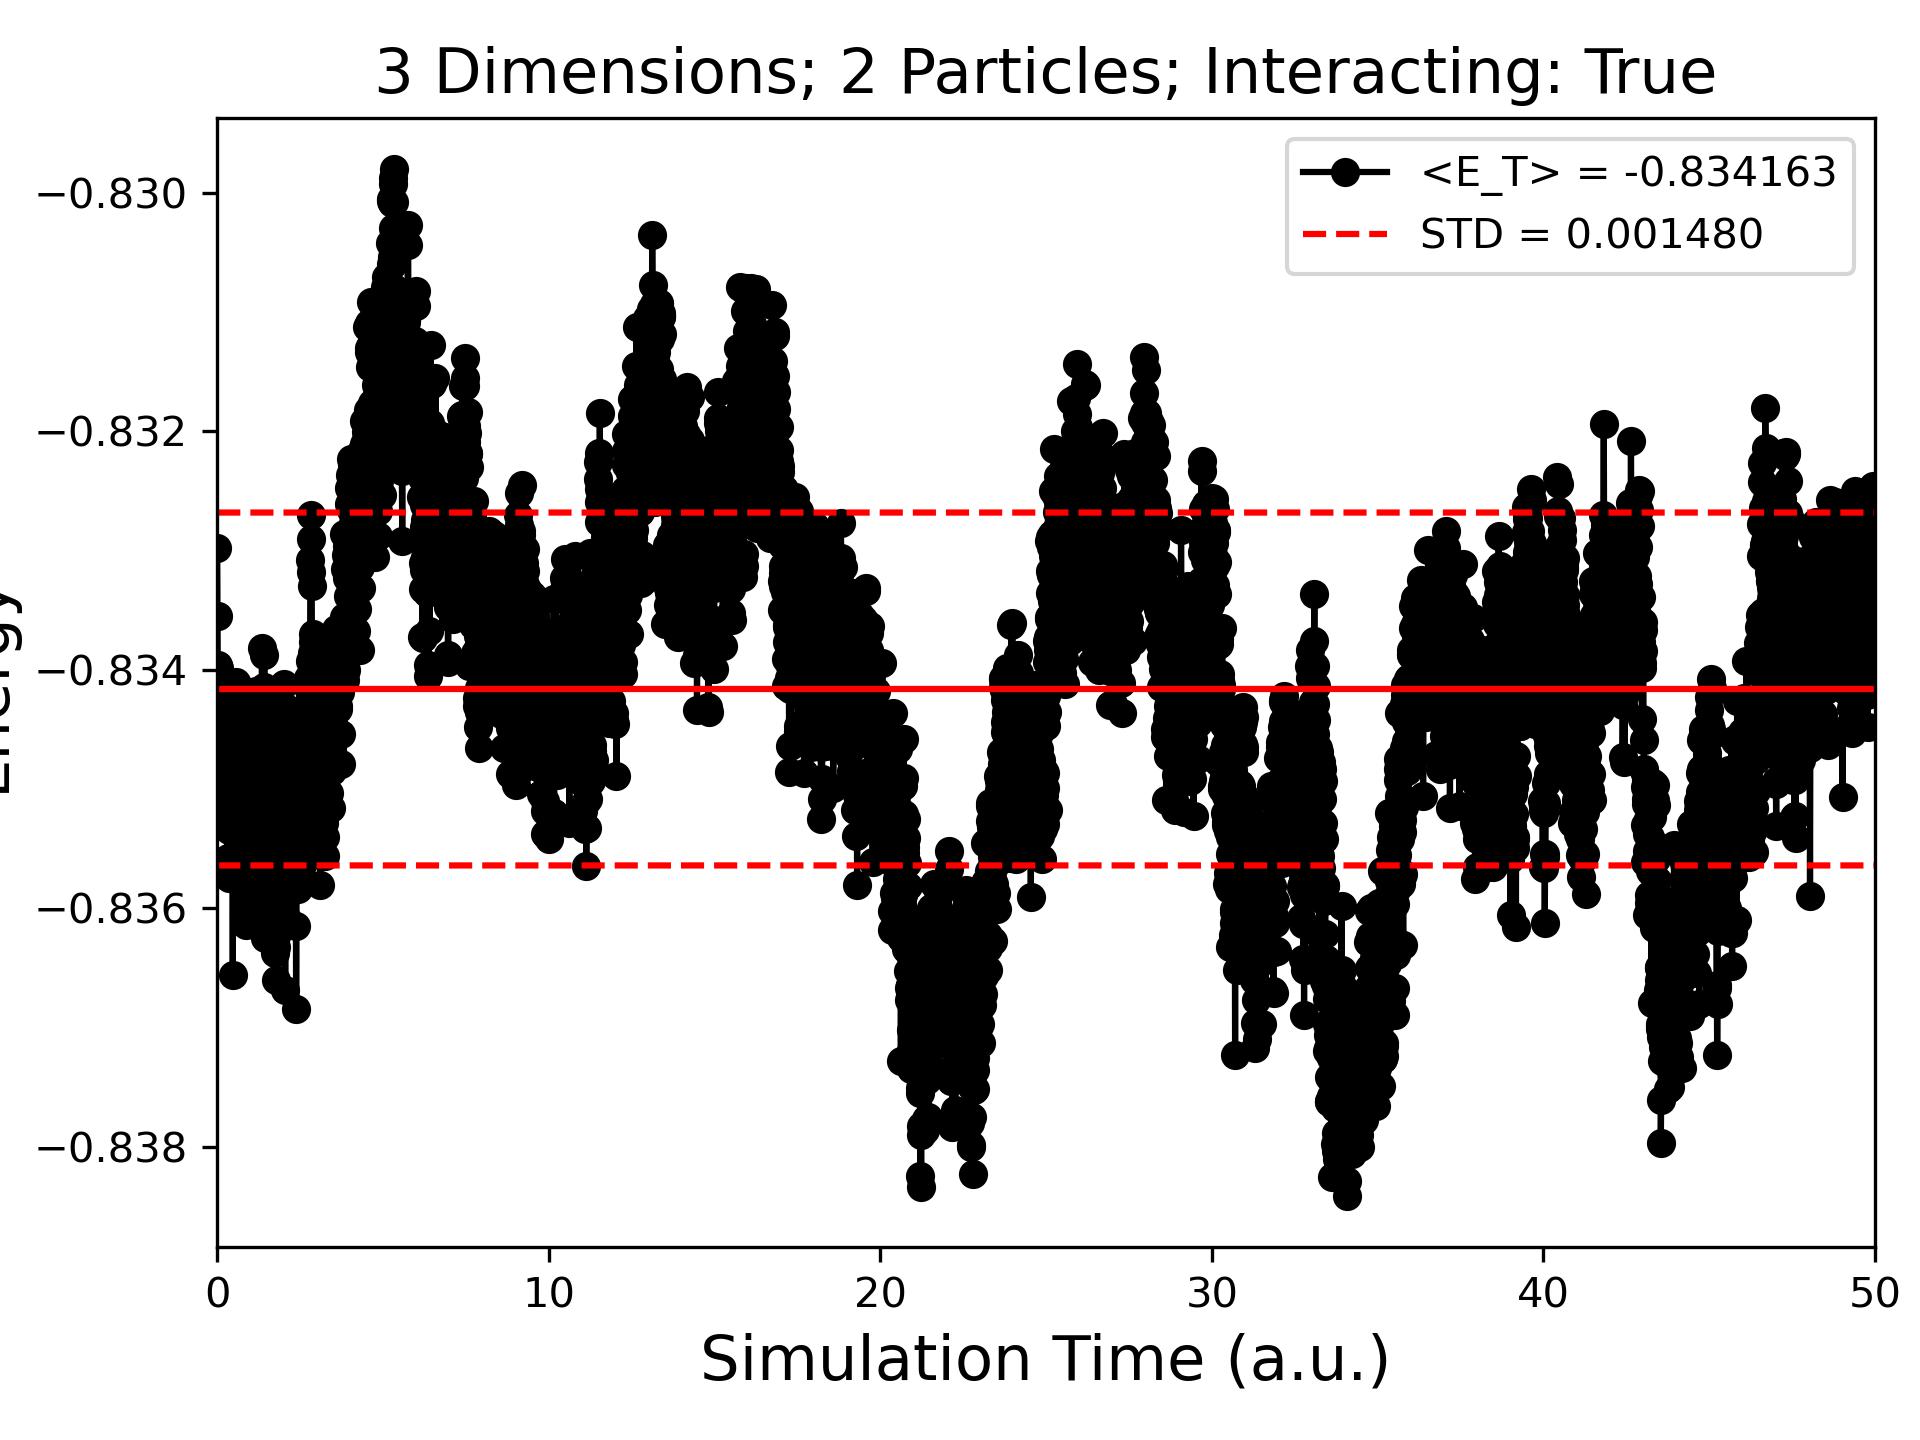 3 Dimensions; 2 Particles; Interacting: True
<E_T> = -0.834163
STD = 0.001480
−0.830
−0.832
−0.834
−0.836
−0.838
Energy
0 10 20 30 40 50
Simulation Time (a.u.)